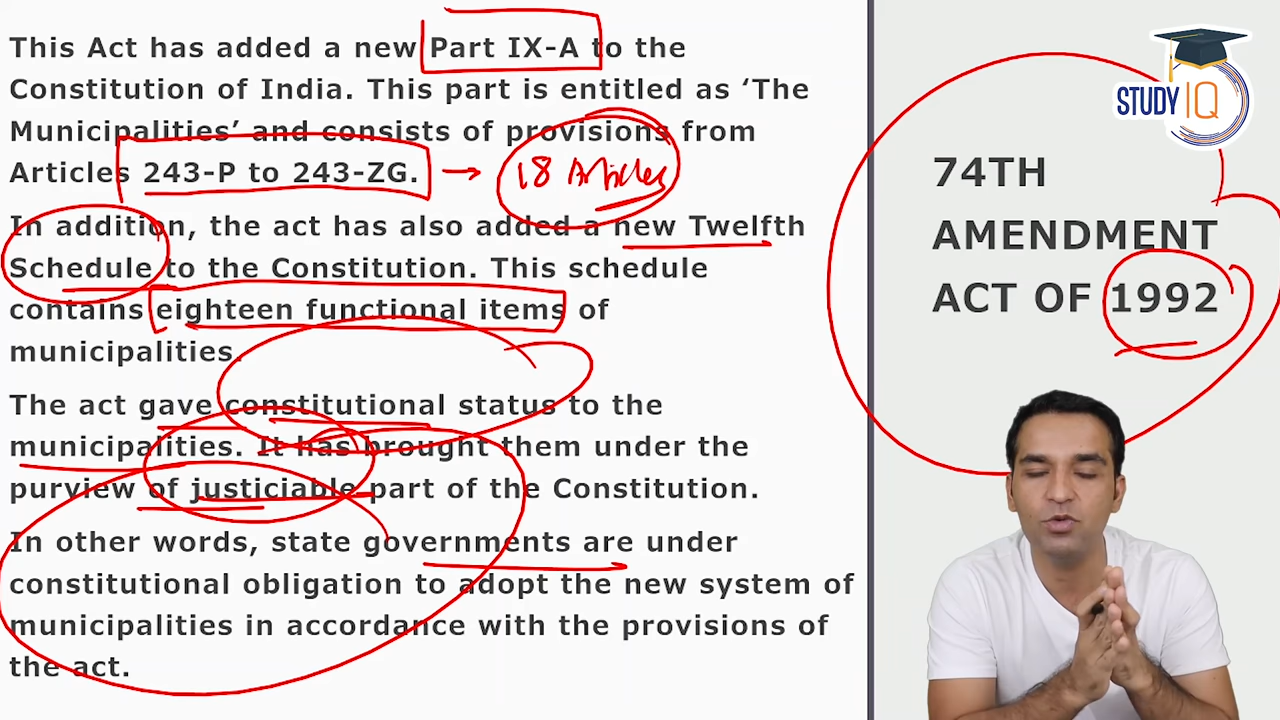 This Act has added a new Part IX-A to the
Constitution of India. This part is entitled as ‘The
Municipalities’ and consists of provisions from
Articles 243-P to 243-ZG. → 18 Articles
In addition, the act has also added a new Twelfth
Schedule to the Constitution. This schedule
contains eighteen functional items of
municipalities.
The act gave constitutional status to the
municipalities. It has brought them under the
purview of justiciable part of the Constitution.
In other words, state governments are under
constitutional obligation to adopt the new system of
municipalities in accordance with the provisions of
the act.
STUDY IQ
74TH
AMENDMENT
ACT OF 1992